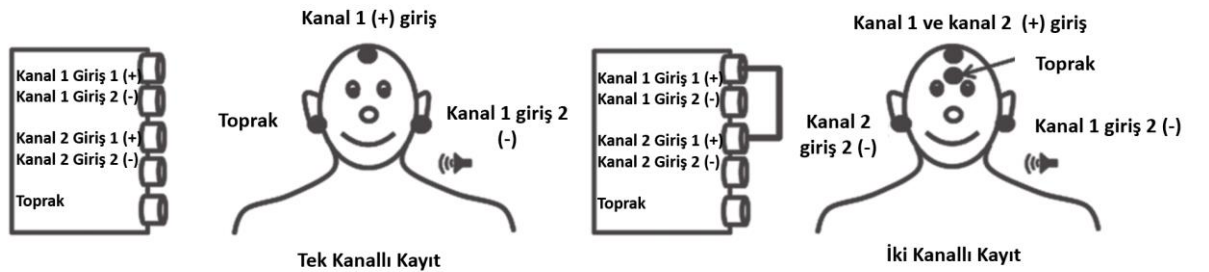 Kanal 1 (+) giriş
Kanal 1 Giriş 1 (+)
Kanal 1 Giriş 2 (-)
Kanal 2 Giriş 1 (+)
Kanal 2 Giriş 2 (-)
Toprak
Toprak
Kanal 1 giriş 2
(-)
Tek Kanallı Kayıt
Kanal 1 ve kanal 2 (+) giriş
Kanal 1 Giriş 1 (+)
Kanal 1 Giriş 2 (-)
Kanal 2 Giriş 1 (+)
Kanal 2 Giriş 2 (-)
Toprak
Toprak
Kanal 2
giriş 2 (-)
Kanal 1 giriş 2 (-)
İki Kanallı Kayıt